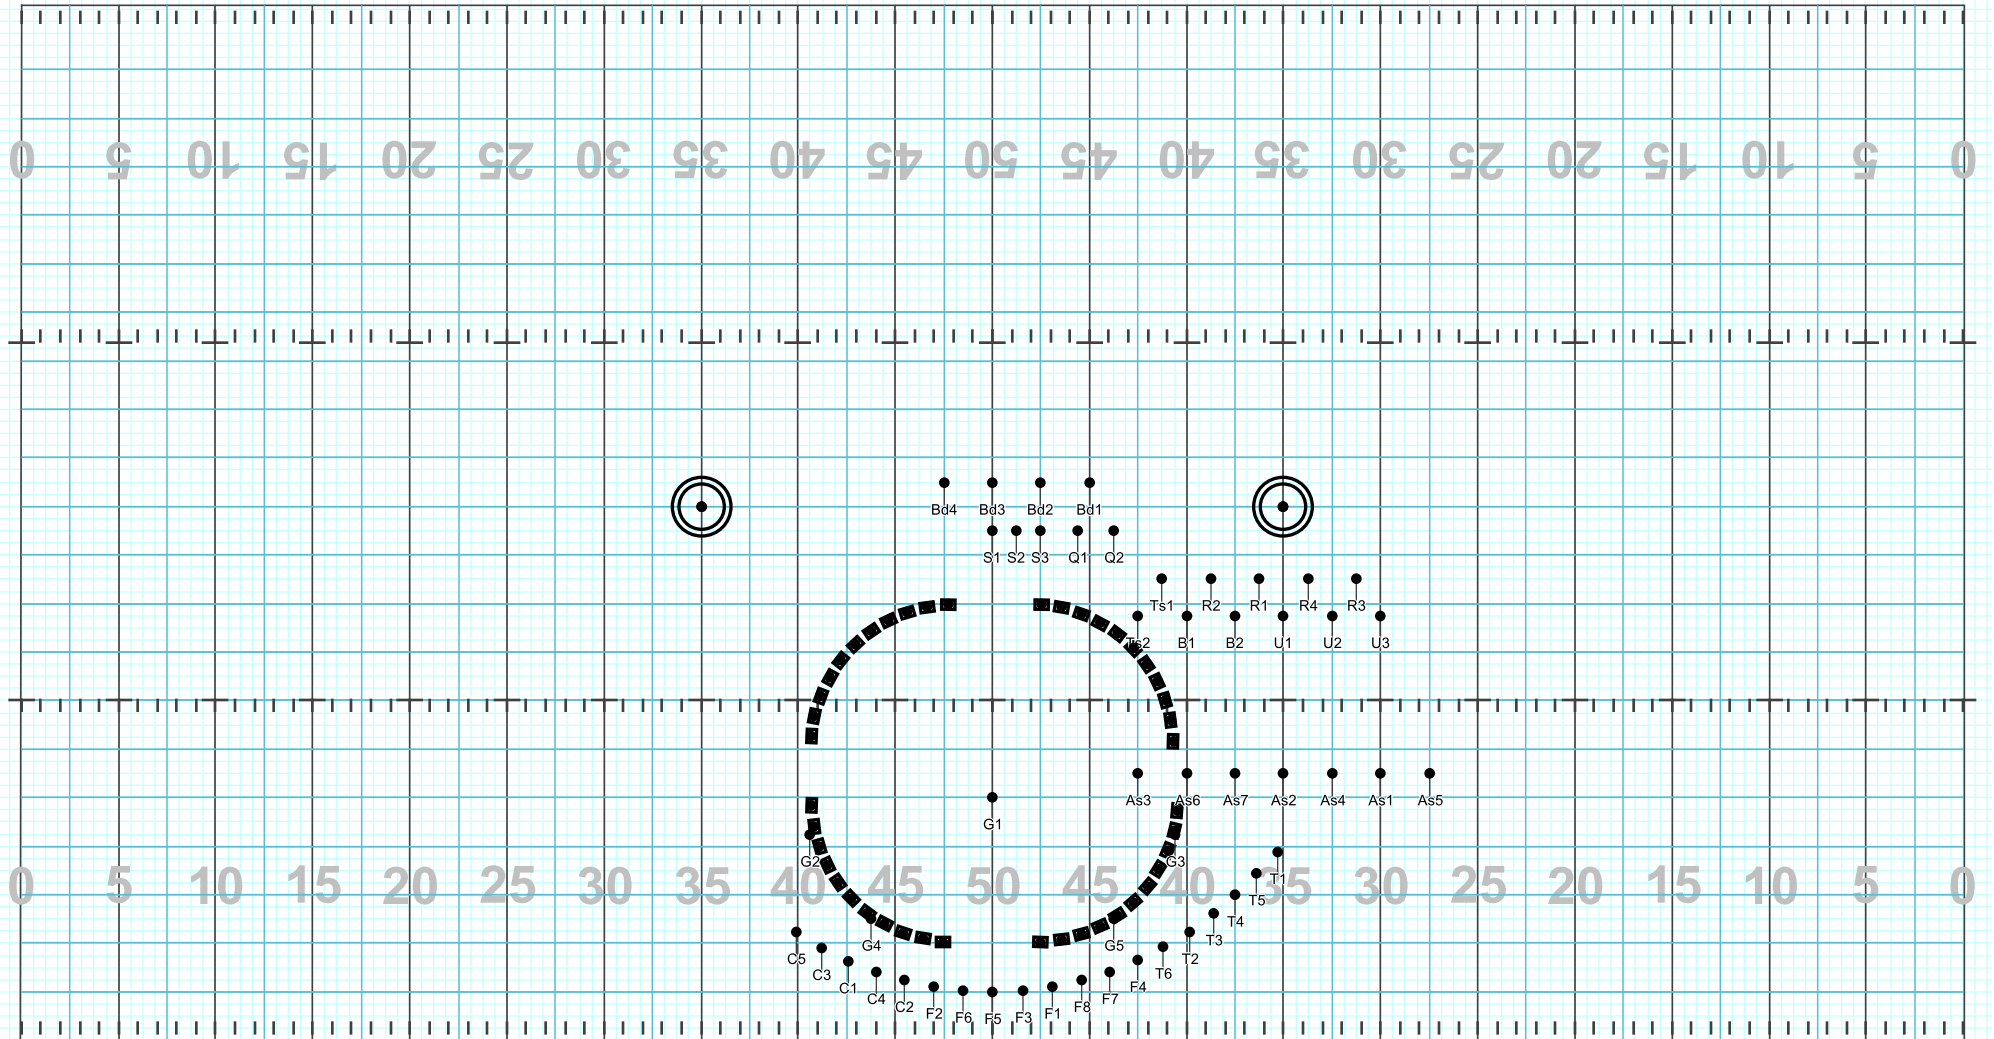 0 5 10 15 20 25 30 35 40 45 50 45 40 35 30 25 20 15 10 5 0
Bd4 Bd3 Bd2 Bd1
S1 S2 S3 Q1 Q2
Ts1 R2 R1 R4 R3
Ts2 B1 B2 U1 U2 U3
As3 As6 As7 As2 As4 As1 As5
G1
G2 G3
T1
0 5 10 15 20 25 30 35 40 45 50 45 40 35 30 25 20 15 10 5 0
T5
T4
T3
G4 G5
C5 T2
C3 T6
C1 F4
C4 F7
C2 F8
F2 F1
F6 F5 F3